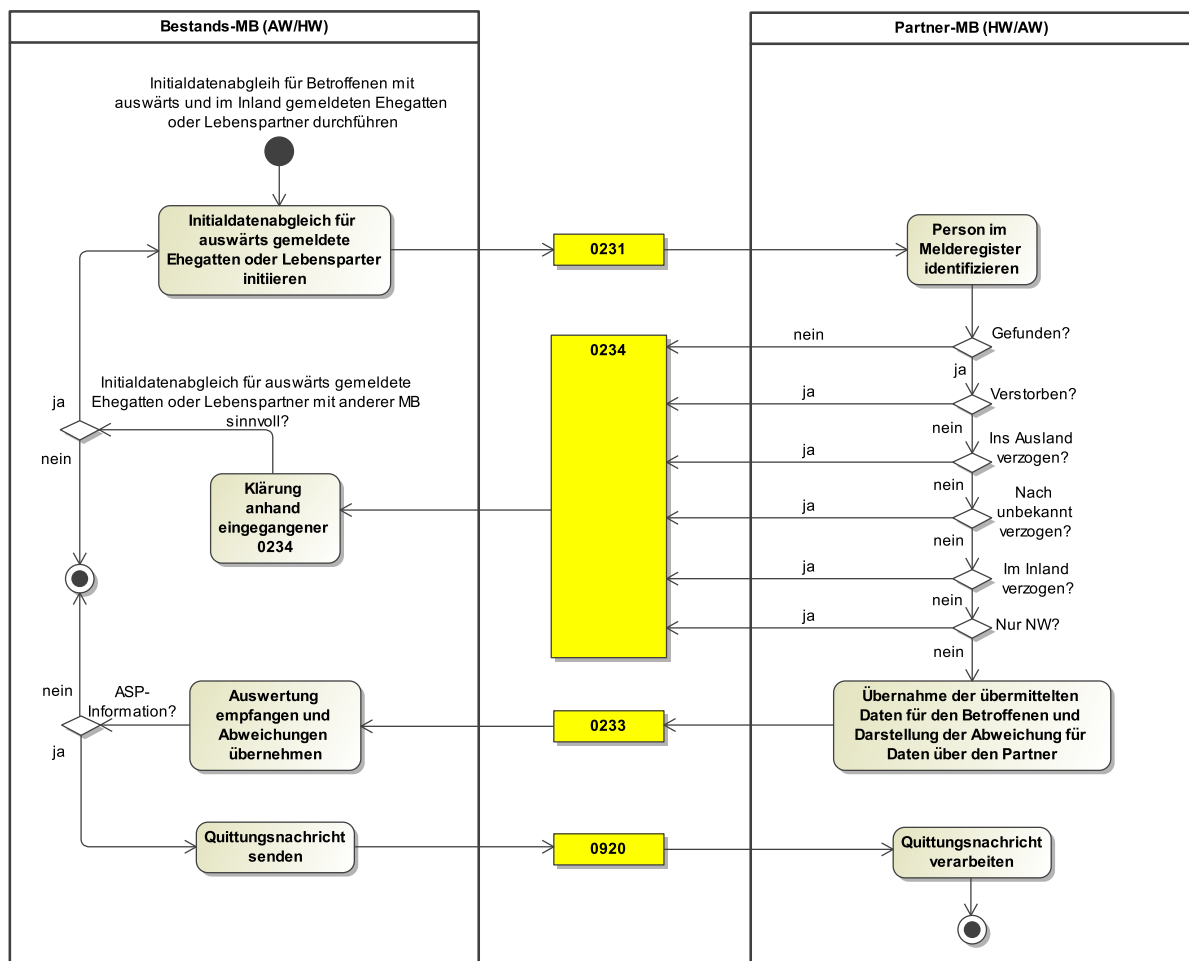 Bestands-MB (AW/HW)
Partner-MB (HW/AW)
Initialdatenabgleih für Betroffenen mit
auswärts und im Inland gemeldeten Ehegatten
oder Lebenspartner durchführen
Initialdatenabgleich für
auswärts gemeldete
Ehegatten oder Lebensparter
initiieren
0231
Person im
Melderegister
identifizieren
Gefunden?
nein
ja
0234
Verstorben?
ja
nein
Ins Ausland
verzogen?
ja
nein
Nach
unbekannt
verzogen?
ja
nein
Im Inland
verzogen?
ja
nein
Nur NW?
ja
nein
Initialdatenabgleich für auswärts gemeldete
Ehegatten oder Lebenspartner mit anderer MB
sinnvoll?
ja
nein
Klärung
anhand
eingegangener
0234
Übernahme der übermittelten
Daten für den Betroffenen und
Darstellung der Abweichung für
Daten über den Partner
0233
Auswertung
empfangen und
Abweichungen
übernehmen
ASP-
Information?
nein
ja
Quittungsnachricht
senden
0920
Quittungsnachricht
verarbeiten